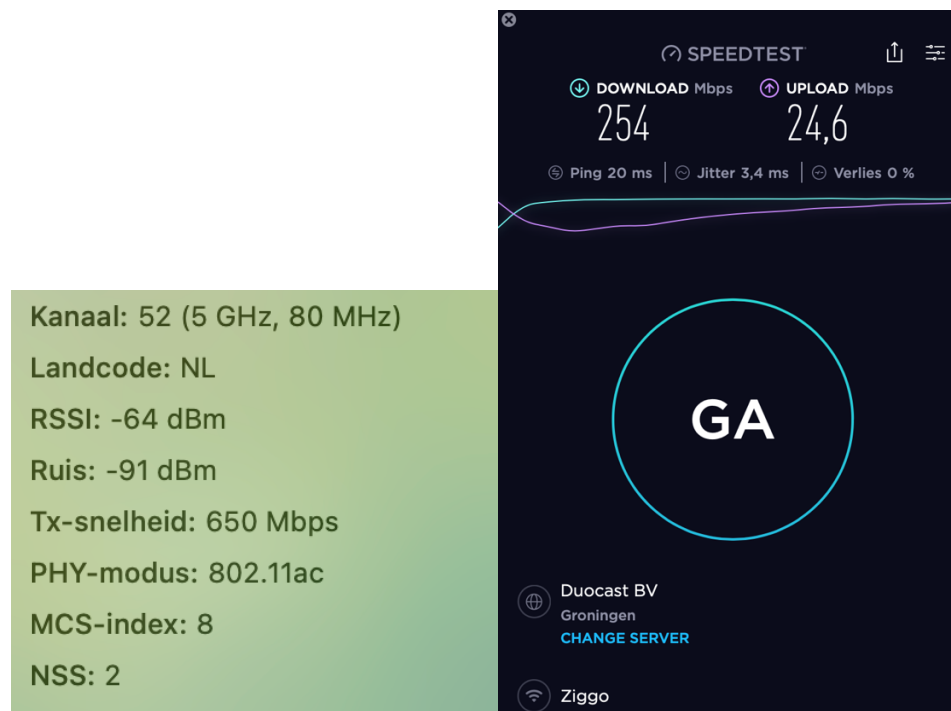 Kanaal: 52 (5 GHz, 80 MHz)
Landcode: NL
RSSI: -64 dBm
Ruis: -91 dBm
Tx-snelheid: 650 Mbps
PHY-modus: 802.11ac
MCS-index: 8
NSS: 2
SPEEDTEST
DOWNLOAD Mbps UPLOAD Mbps
254 24,6
Ping 20 ms Jitter 3,4 ms Verlies 0 %
GA
Duocast BV
Groningen
CHANGE SERVER
Ziggo